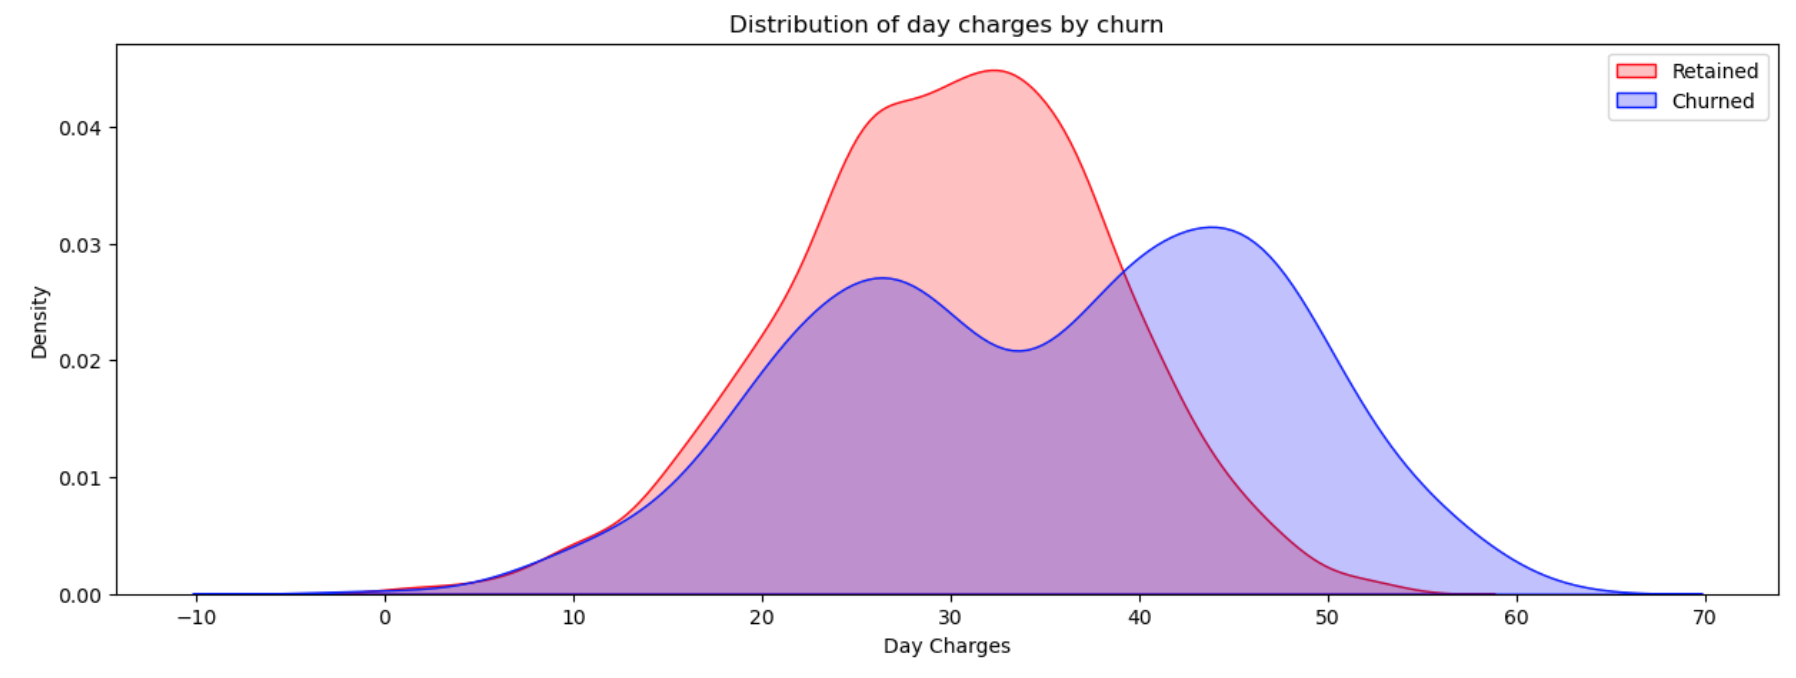 Distribution of day charges by churn
Retained
Churned
Density
0.04
0.03
0.02
0.01
0.00
−10 0 10 20 30 40 50 60 70
Day Charges